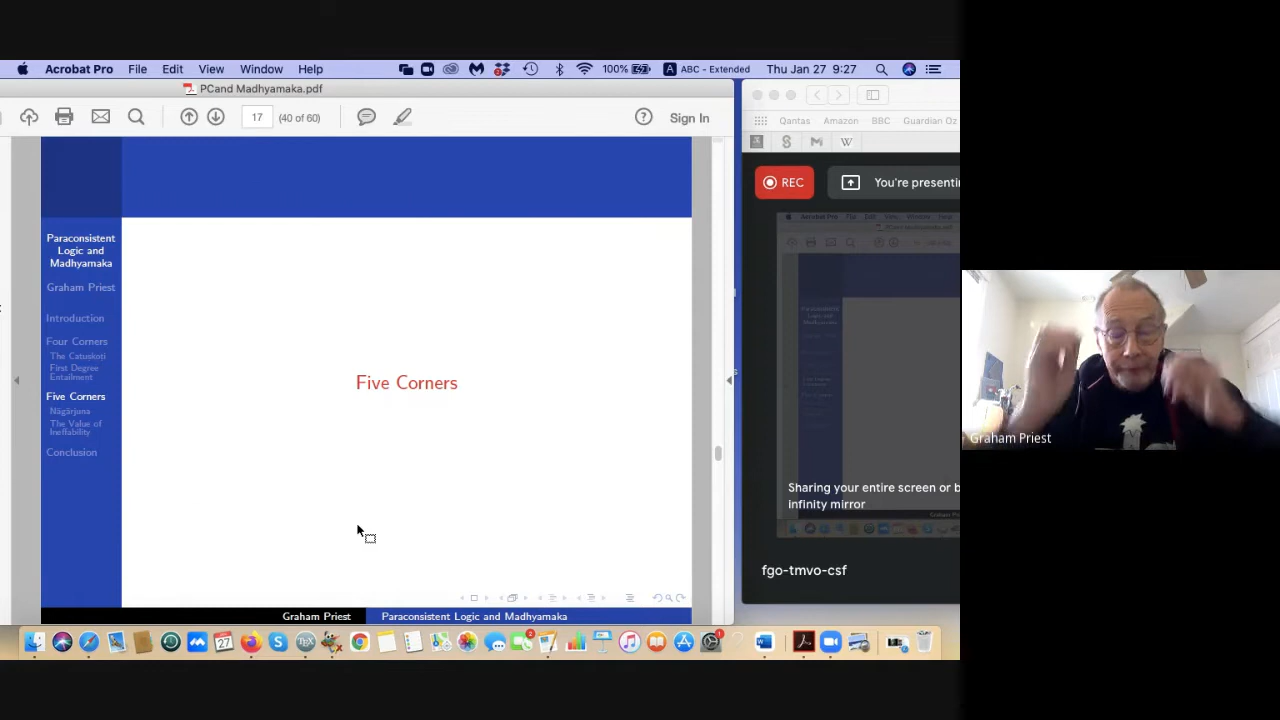 Acrobat Pro File Edit View Window Help 100% A ABC - Extended Thu Jan 27 9:27
PCand Madhyamaka.pdf
17 (40 of 60) Sign In
Qantas Amazon BBC Guardian Oz
Paraconsistent
Logic and
Madhyamaka
Graham Priest
Introduction
Four Corners
The Catuskoti
First Degree
Entailment
Five Corners
Nāgārjuna
The Value of
Ineffability
Conclusion
Five Corners
Graham Priest Paraconsistent Logic and Madhyamaka
REC You're presentin
Sharing your entire screen or b
infinity mirror
fgo-tmvo-csf
Graham Priest